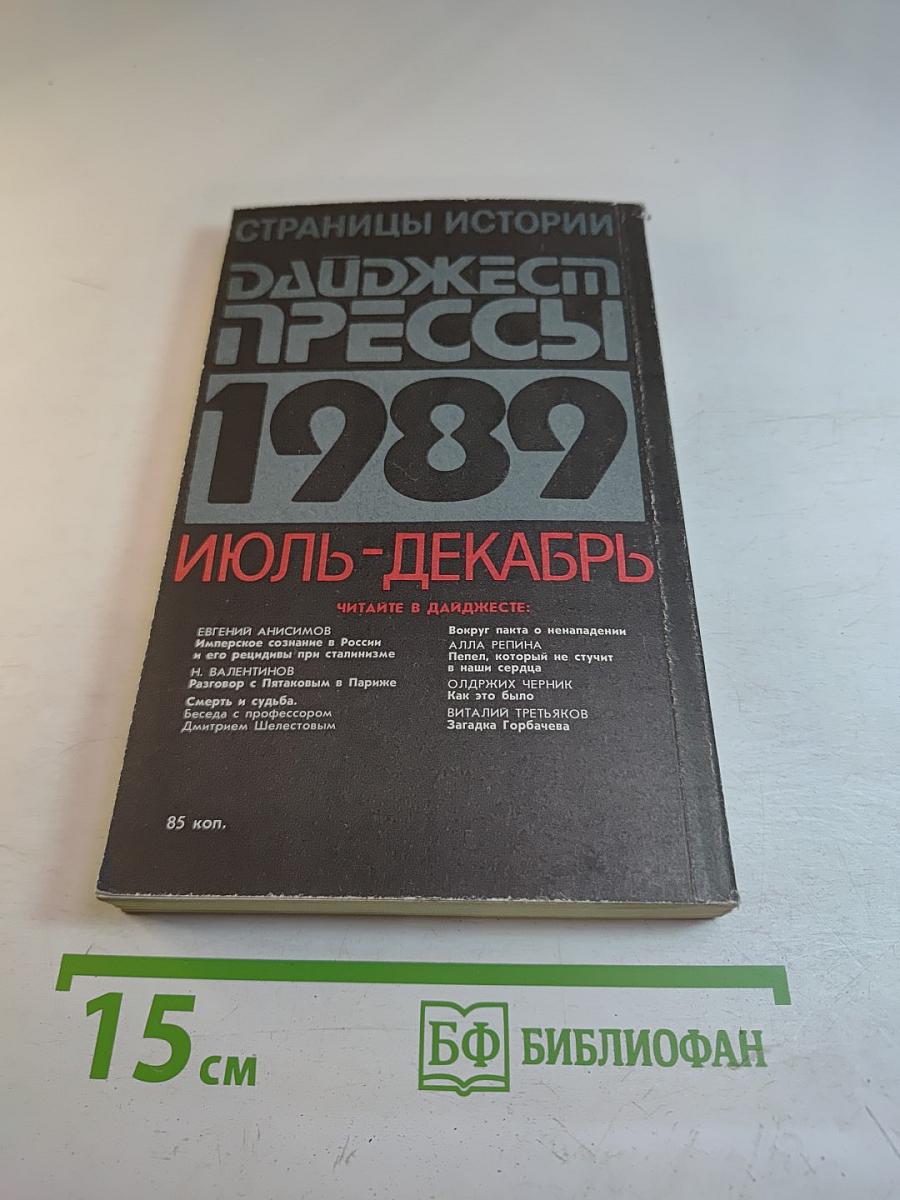 СТРАНИЦЫ ИСТОРИИ
ДАЙДЖЕСТ
ПРЕССЫ
1989
ИЮЛЬ-ДЕКАБРЬ
ЧИТАЙТЕ В ДАЙДЖЕСТЕ:
ЕВГЕНИЙ АНИСИМОВ
Имперское сознание в России
и его рецидивы при сталинизме
Н. ВАЛЕНТИНОВ
Разговор с Пятаковым в Париже
Смерть и судьба.
Беседа с профессором
Дмитрием Шелестовым
Вокруг пакта о ненападении
АЛЛА РЕПИНА
Пепел, который не стучит
в наши сердца
ОЛДРЖИХ ЧЕРНИК
Как это было
ВИТАЛИЙ ТРЕТЬЯКОВ
Загадка Горбачева
85 коп.
15 см
БФ БИБЛИОФАН